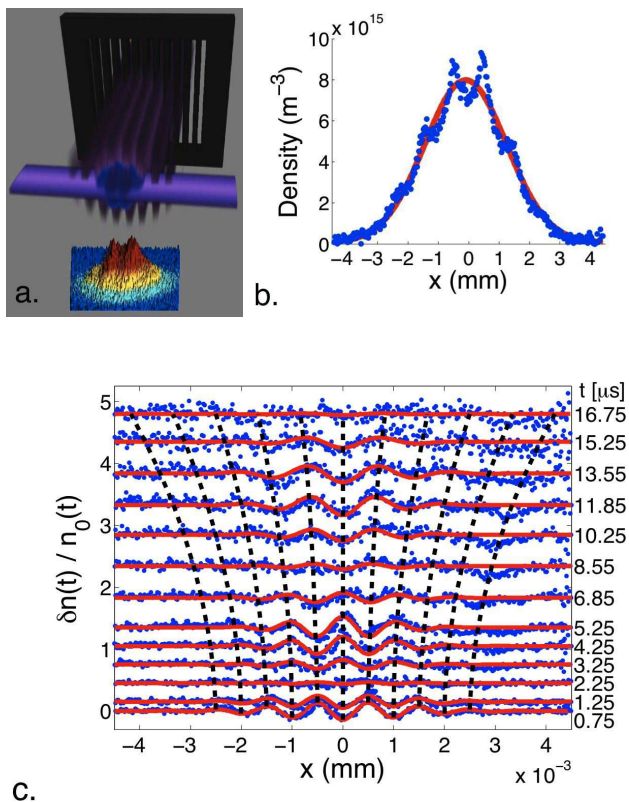 a.
b.
x 10¹⁵
10
8
6
4
2
0
Density (m⁻³)
−4 −3 −2 −1 0 1 2 3 4
x (mm)
c.
δn(t) / n₀(t)
5
4
3
2
1
0
−4 −3 −2 −1 0 1 2 3 4
x (mm)
x 10⁻³
t [μs]
16.75
15.25
13.55
11.85
10.25
8.55
6.85
5.25
4.25
3.25
2.25
1.25
0.75